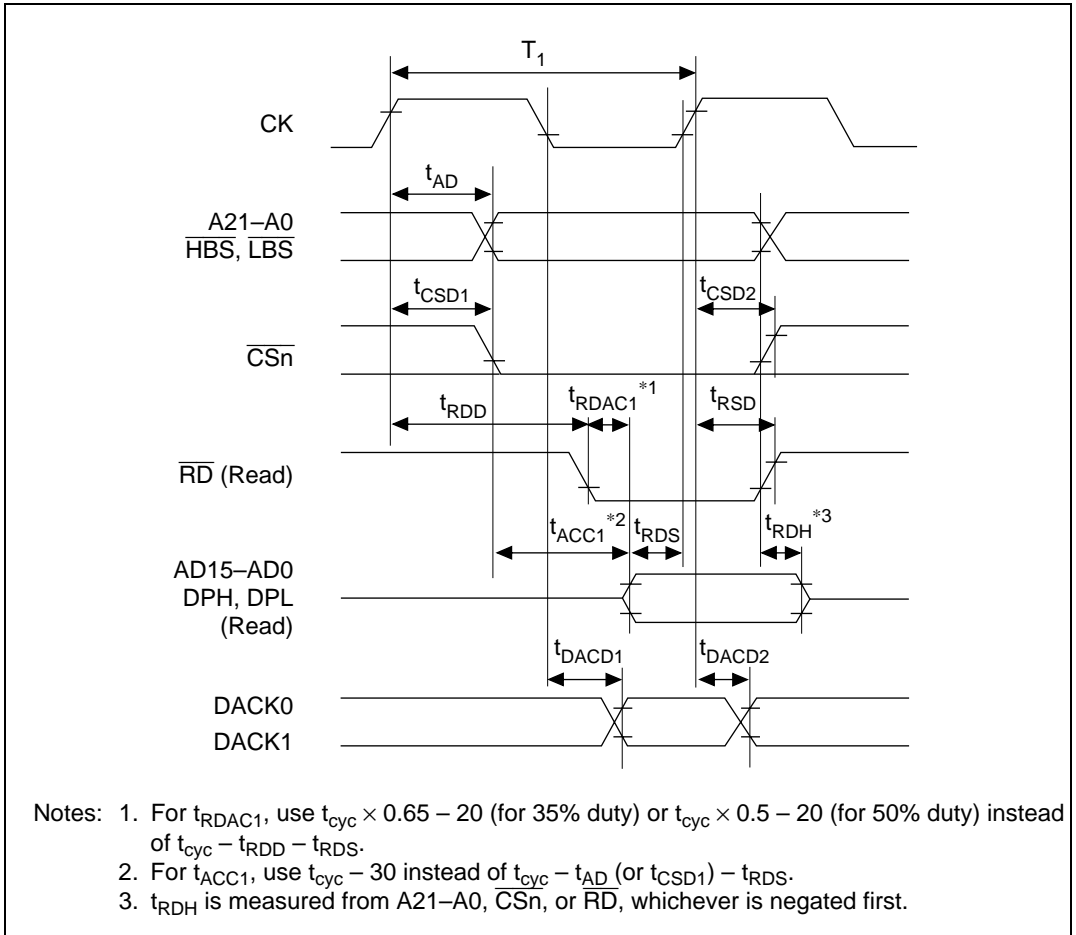 T1
CK
tAD
A21–A0
HBS, LBS
tCSD1
tCSD2
CSn
tRDD
tRDAC1*1
tRSD
RD (Read)
tACC1*2
tRDS
tRDH*3
AD15–AD0
DPH, DPL
(Read)
tDACD1
tDACD2
DACK0
DACK1
Notes: 1. For tRDAC1, use tcyc × 0.65 – 20 (for 35% duty) or tcyc × 0.5 – 20 (for 50% duty) instead
of tcyc – tRDD – tRDS.
2. For tACC1, use tcyc – 30 instead of tcyc – tAD (or tCSD1) – tRDS.
3. tRDH is measured from A21–A0, CSn, or RD, whichever is negated first.